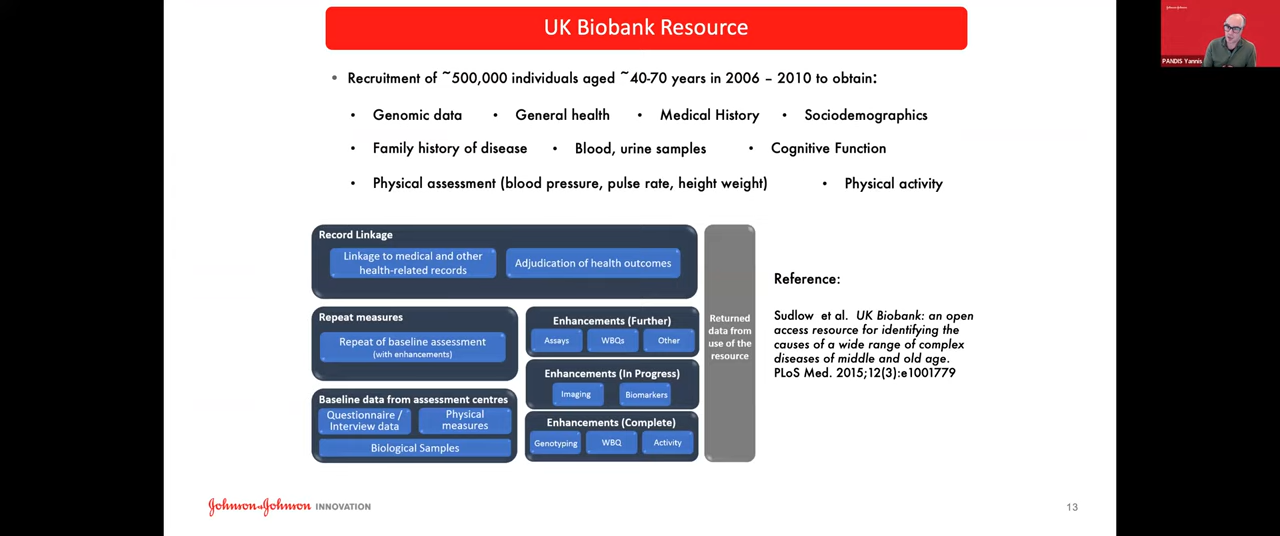 UK Biobank Resource
• Recruitment of ~500,000 individuals aged ~40-70 years in 2006 – 2010 to obtain:
• Genomic data • General health • Medical History • Sociodemographics
• Family history of disease • Blood, urine samples • Cognitive Function
• Physical assessment (blood pressure, pulse rate, height weight) • Physical activity
Record Linkage
Linkage to medical and other
health-related records
Adjudication of health outcomes
Repeat measures
Repeat of baseline assessment
(with enhancements)
Baseline data from assessment centres
Questionnaire /
Interview data
Physical
measures
Biological Samples
Enhancements (Further)
Assays WBQs Other
Enhancements (In Progress)
Imaging Biomarkers
Enhancements (Complete)
Genotyping WBQ Activity
Returned
data from
use of the
resource
Reference:
Sudlow et al. UK Biobank: an open
access resource for identifying the
causes of a wide range of complex
diseases of middle and old age.
PLoS Med. 2015;12(3):e1001779
Johnson & Johnson INNOVATION
13
Johnson & Johnson
PANDIS Yannis